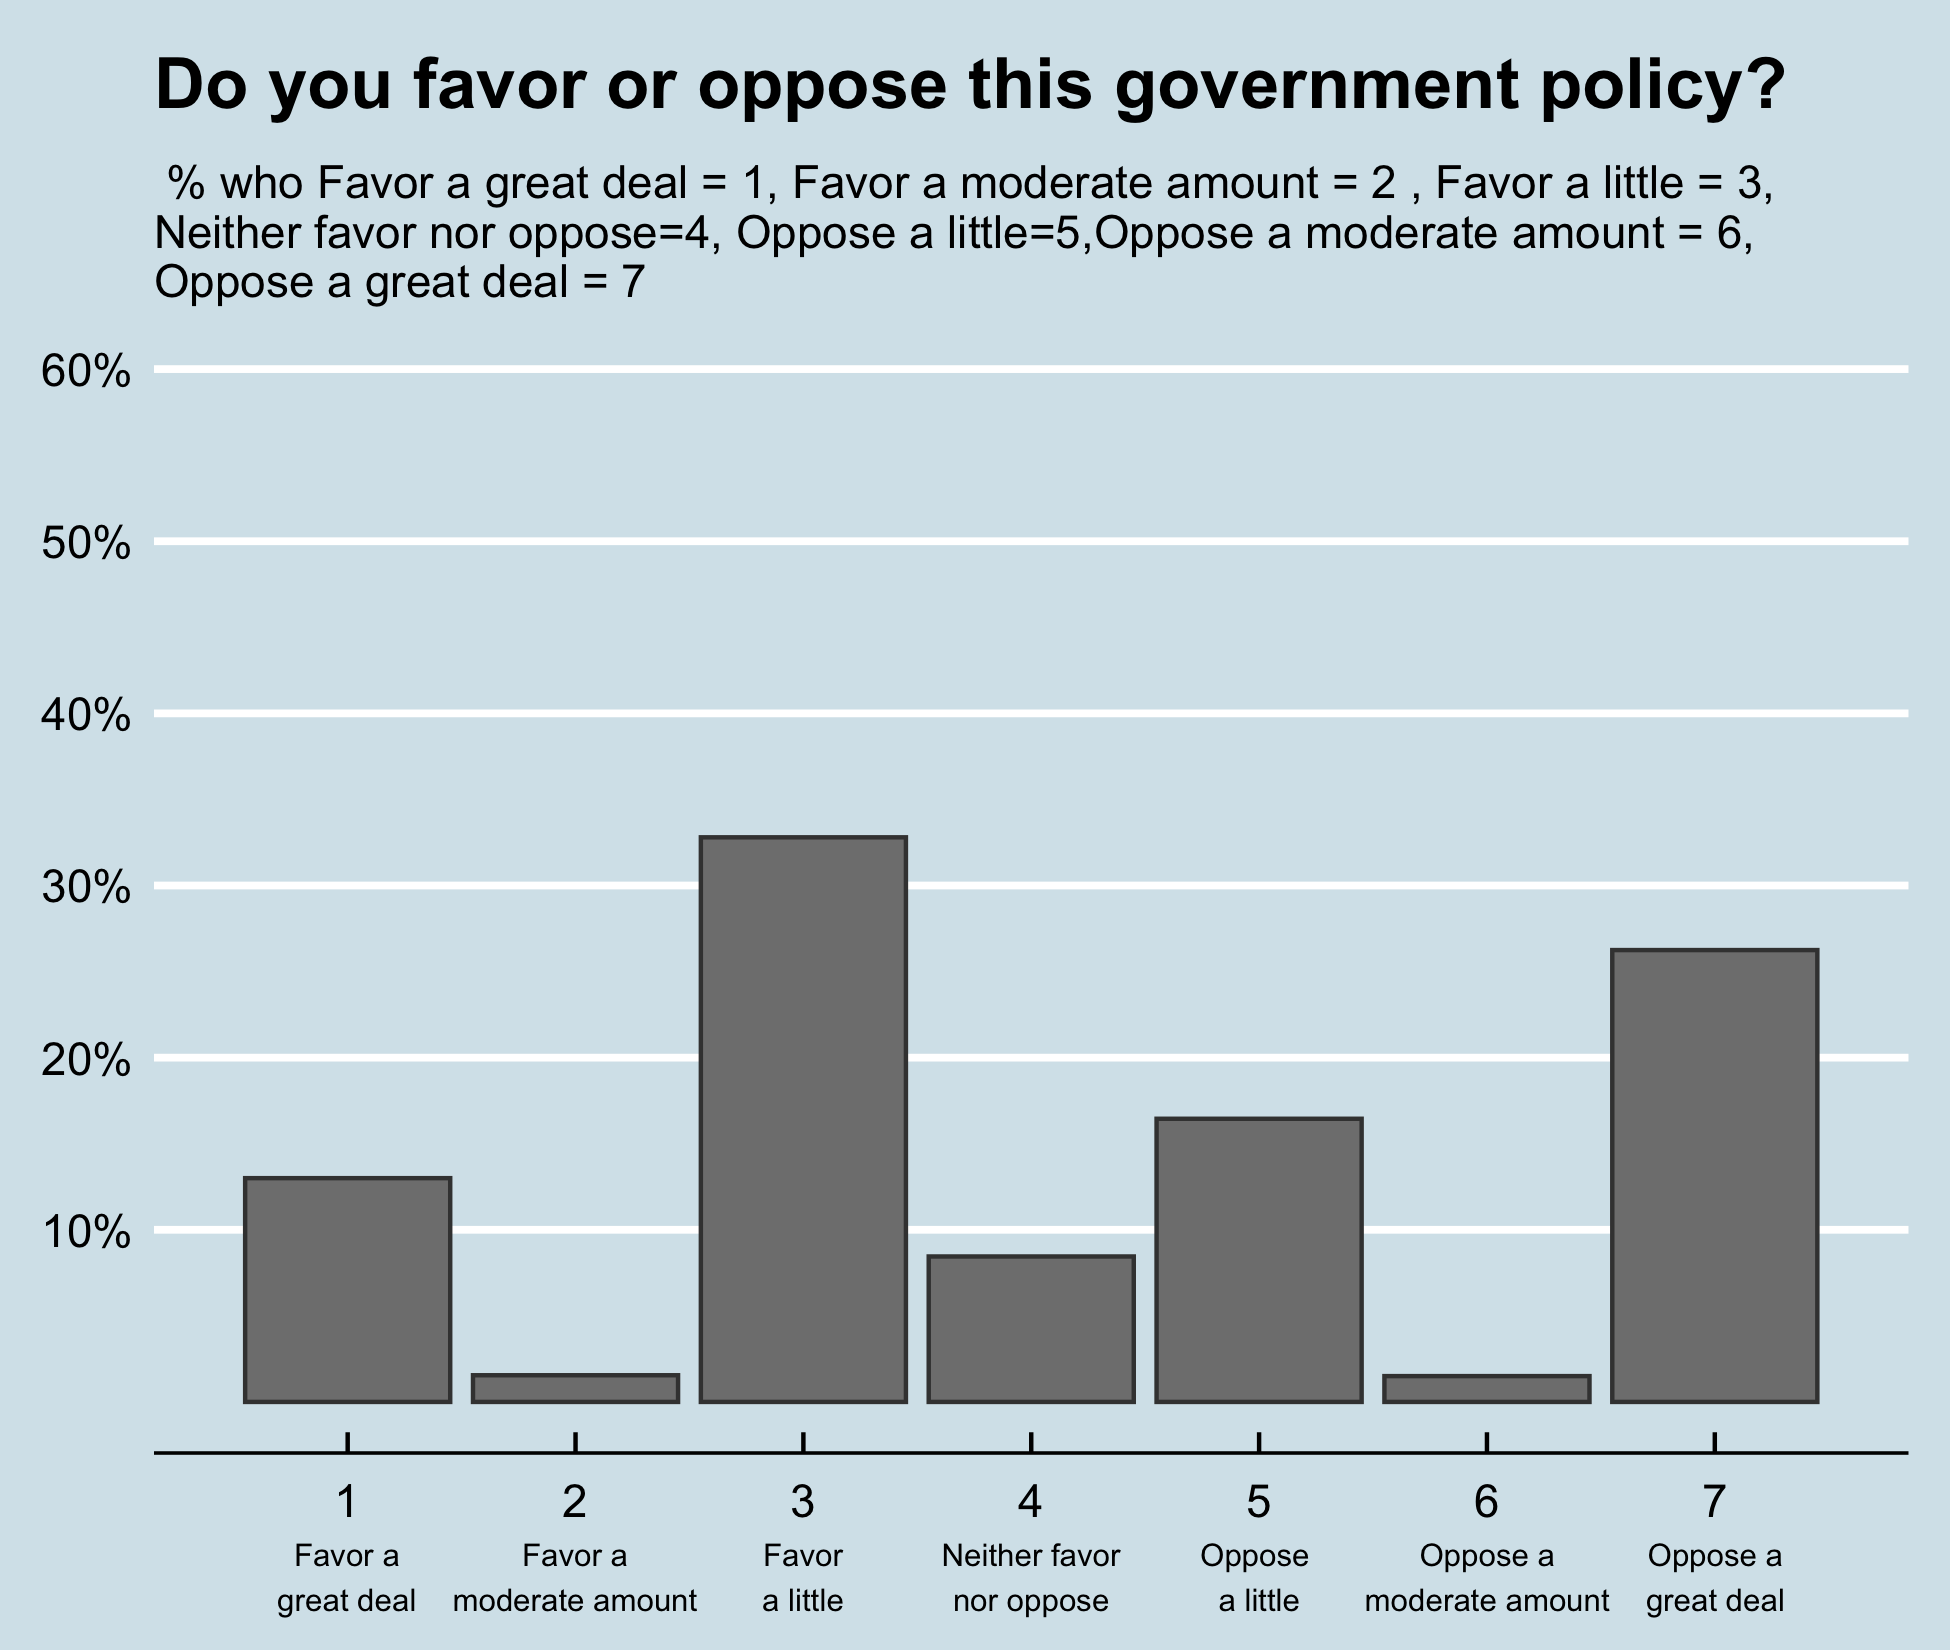 Do you favor or oppose this government policy?
% who Favor a great deal = 1, Favor a moderate amount = 2 , Favor a little = 3,
Neither favor nor oppose=4, Oppose a little=5,Oppose a moderate amount = 6,
Oppose a great deal = 7
60%
50%
40%
30%
20%
10%
1 2 3 4 5 6 7
Favor a Favor a Favor Neither favor Oppose Oppose a Oppose a
great deal moderate amount a little nor oppose a little moderate amount great deal